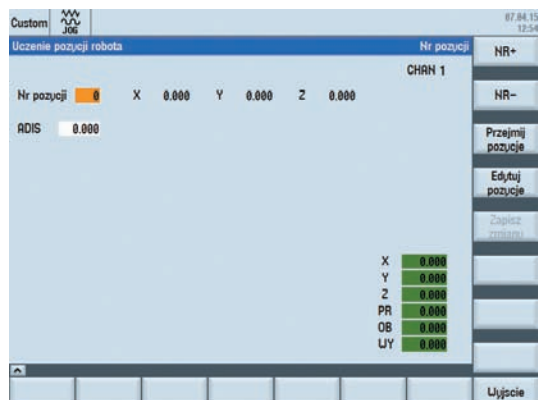 Custom JOG 07.04.15 12:54
Uczenie pozycji robota Nr pozycji
NR+
CHAN 1
Nr pozycji 0 X 0.000 Y 0.000 Z 0.000
NR-
ADIS 0.000
Przejmij pozycje
Edytuj pozycje
Zapisz zmiany
X 0.000
Y 0.000
Z 0.000
PR 0.000
OB 0.000
WY 0.000
Wyjscie